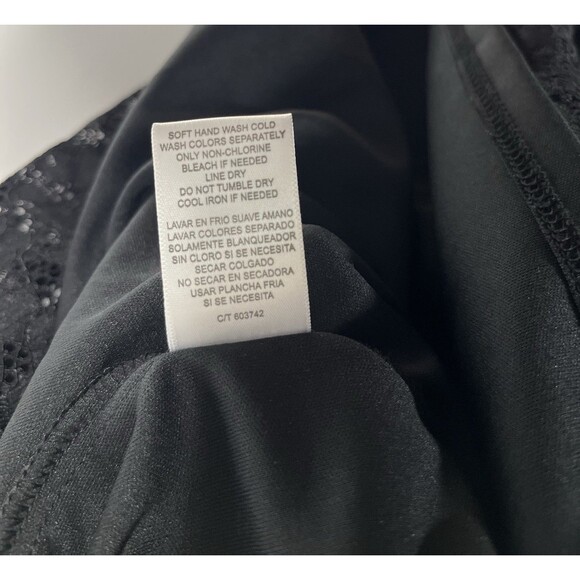 SOFT HAND WASH COLD
WASH COLORS SEPARATELY
ONLY NON-CHLORINE
BLEACH IF NEEDED
LINE DRY
DO NOT TUMBLE DRY
COOL IRON IF NEEDED
LAVAR EN FRIO SUAVE AMANO
LAVAR COLORES SEPARADO
SOLAMENTE BLANQUEADOR
SIN CLORO SI ES NECESITA
SECAR COLGADO
NO SECAR EN SECADORA
USAR PLANCHA FRIA
SI SE NECESITA
C/T 603742